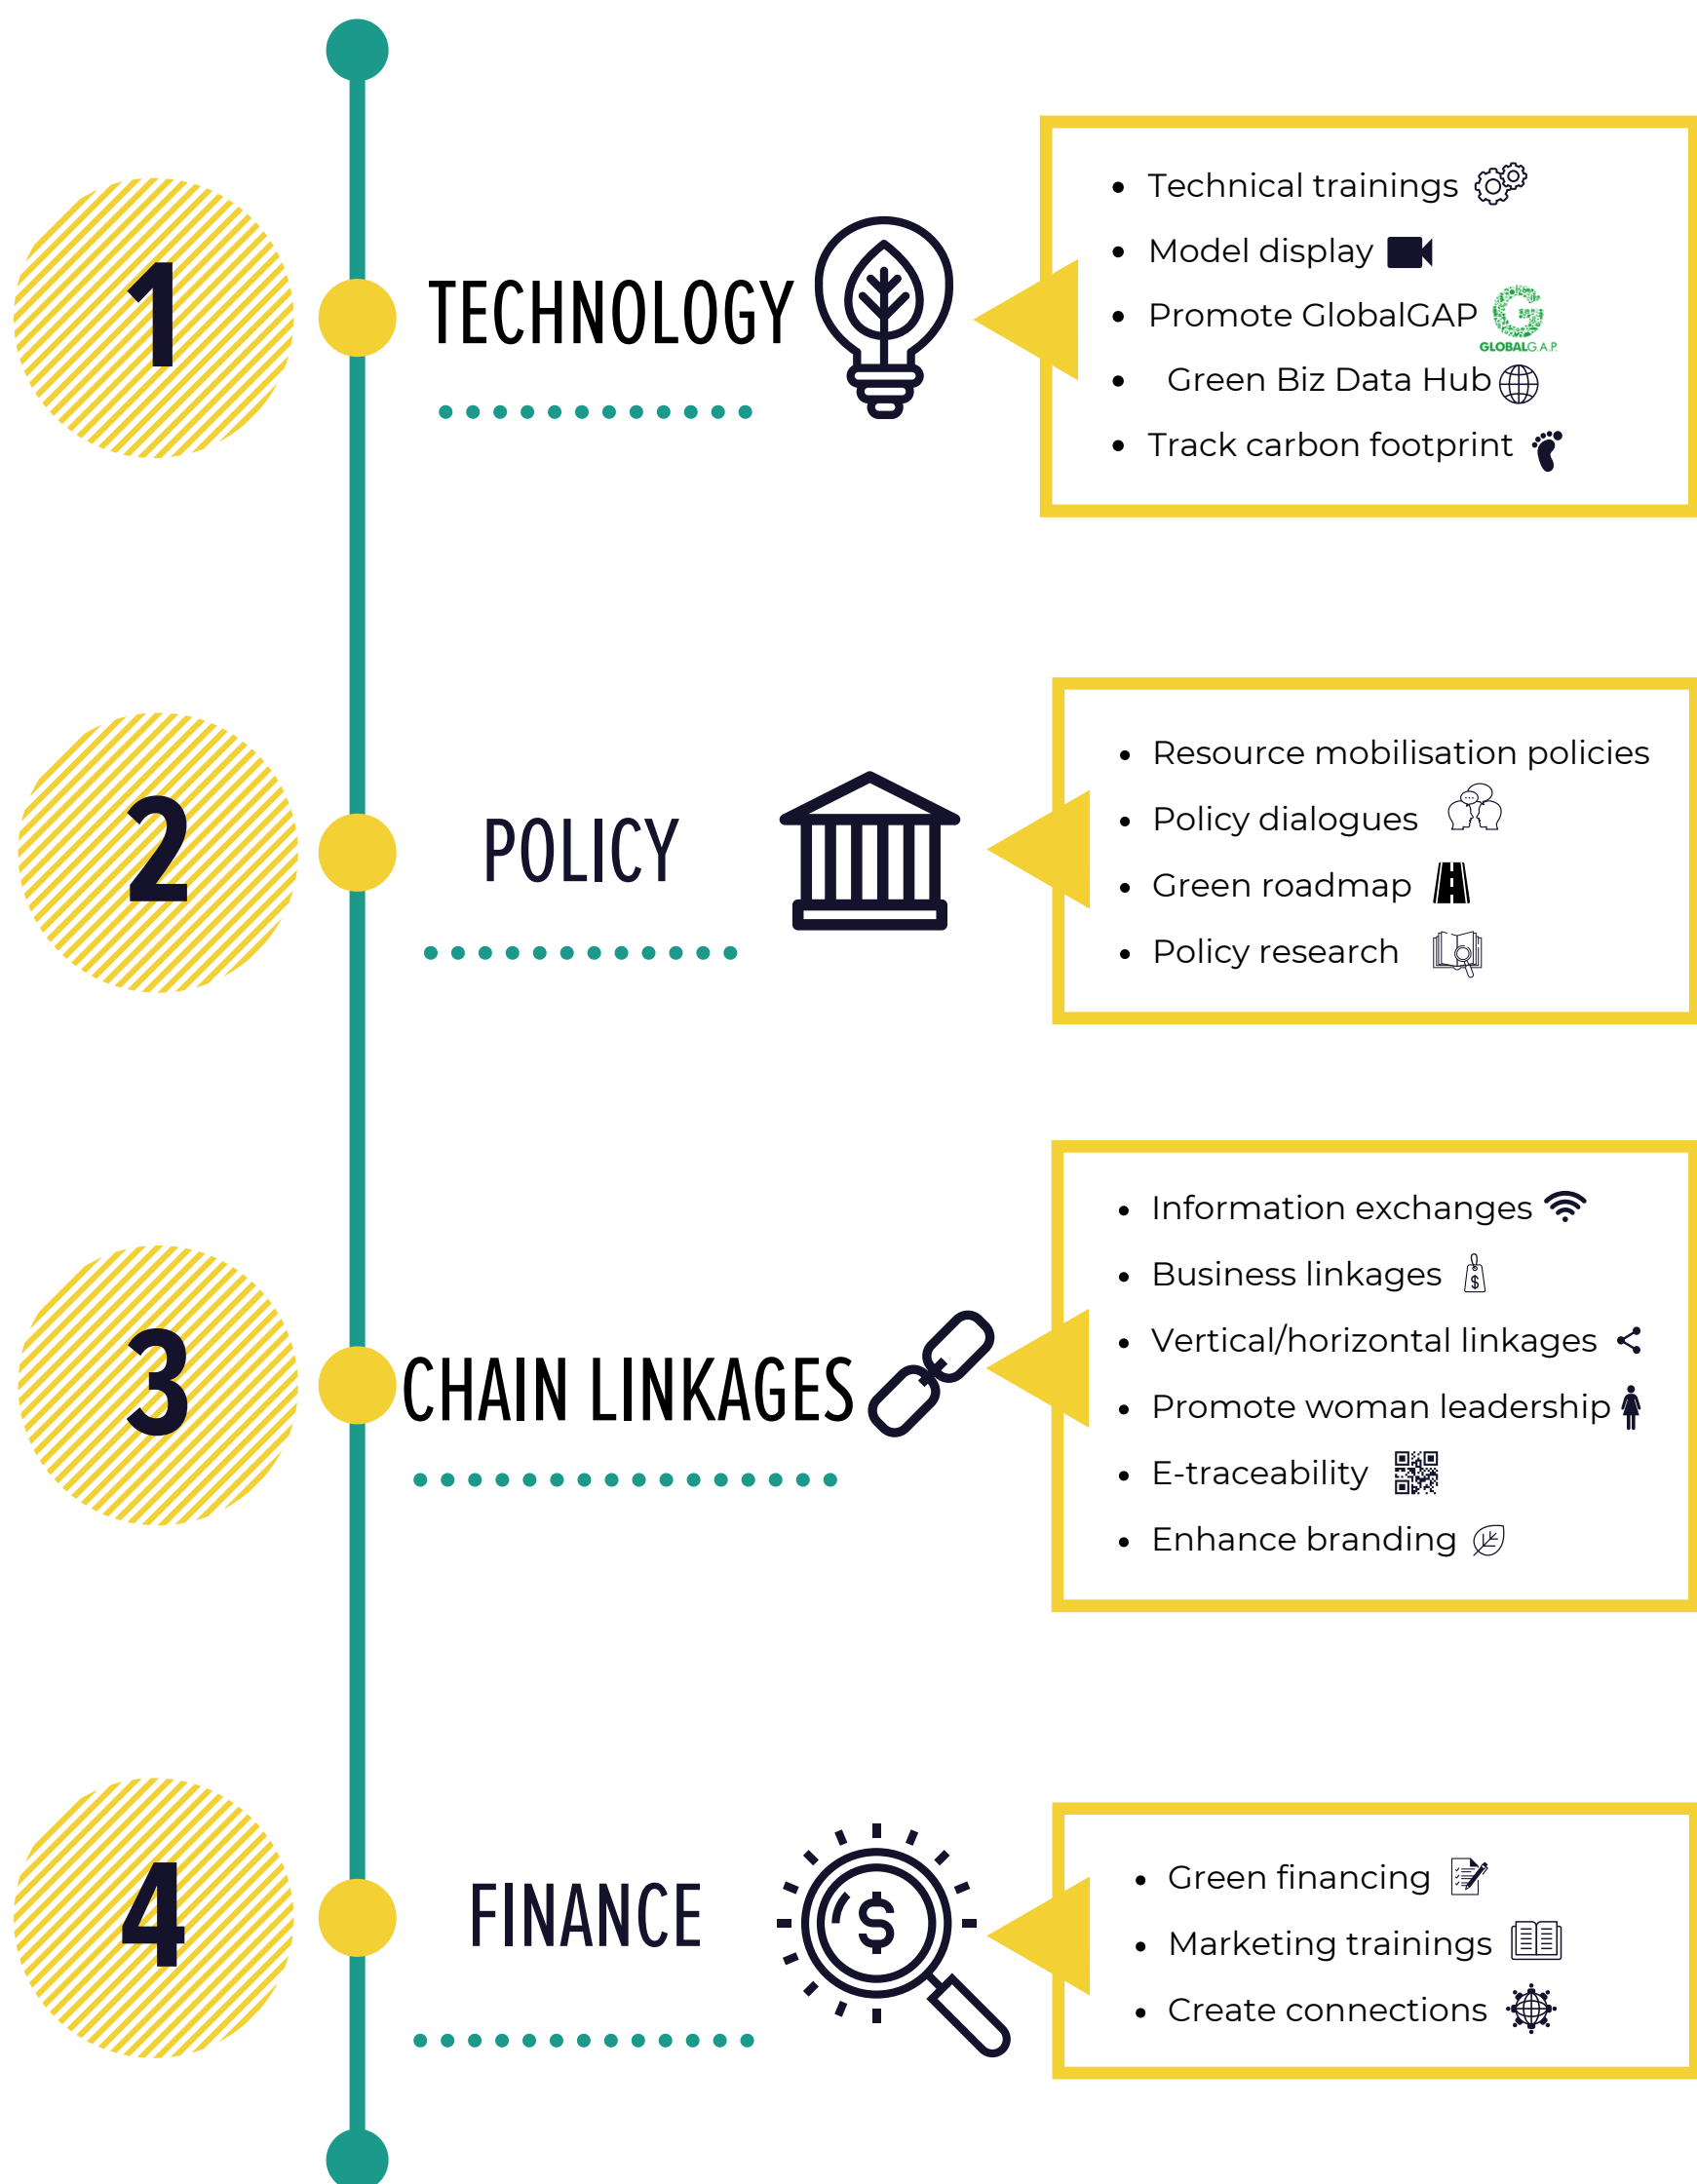 1
TECHNOLOGY
• Technical trainings
• Model display
• Promote GlobalGAP
GLOBALG.A.P.
• Green Biz Data Hub
• Track carbon footprint
2
POLICY
• Resource mobilisation policies
• Policy dialogues
• Green roadmap
• Policy research
3
CHAIN LINKAGES
• Information exchanges
• Business linkages
$
• Vertical/horizontal linkages
• Promote woman leadership
• E-traceability
• Enhance branding
4
FINANCE
$
• Green financing
• Marketing trainings
• Create connections